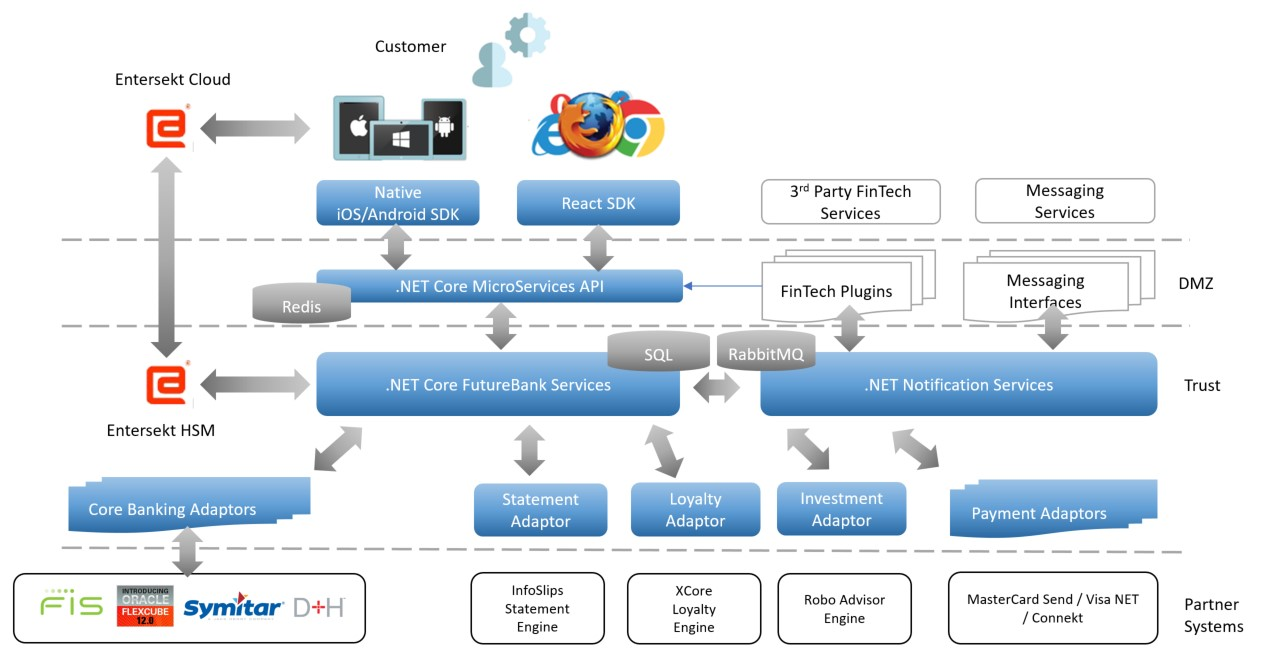 Customer
Entersekt Cloud
Native
iOS/Android SDK
React SDK
3rd Party FinTech
Services
Messaging
Services
.NET Core MicroServices API
Redis
FinTech Plugins
Messaging
Interfaces
DMZ
SQL
RabbitMQ
.NET Core FutureBank Services
.NET Notification Services
Trust
Entersekt HSM
Core Banking Adaptors
Statement
Adaptor
Loyalty
Adaptor
Investment
Adaptor
Payment Adaptors
FIS
INTRODUCING
ORACLE
FLEXCUBE
12.0
Symitar
D+H
InfoSlips
Statement
Engine
XCore
Loyalty
Engine
Robo Advisor
Engine
MasterCard Send / Visa NET
/ Connekt
Partner
Systems